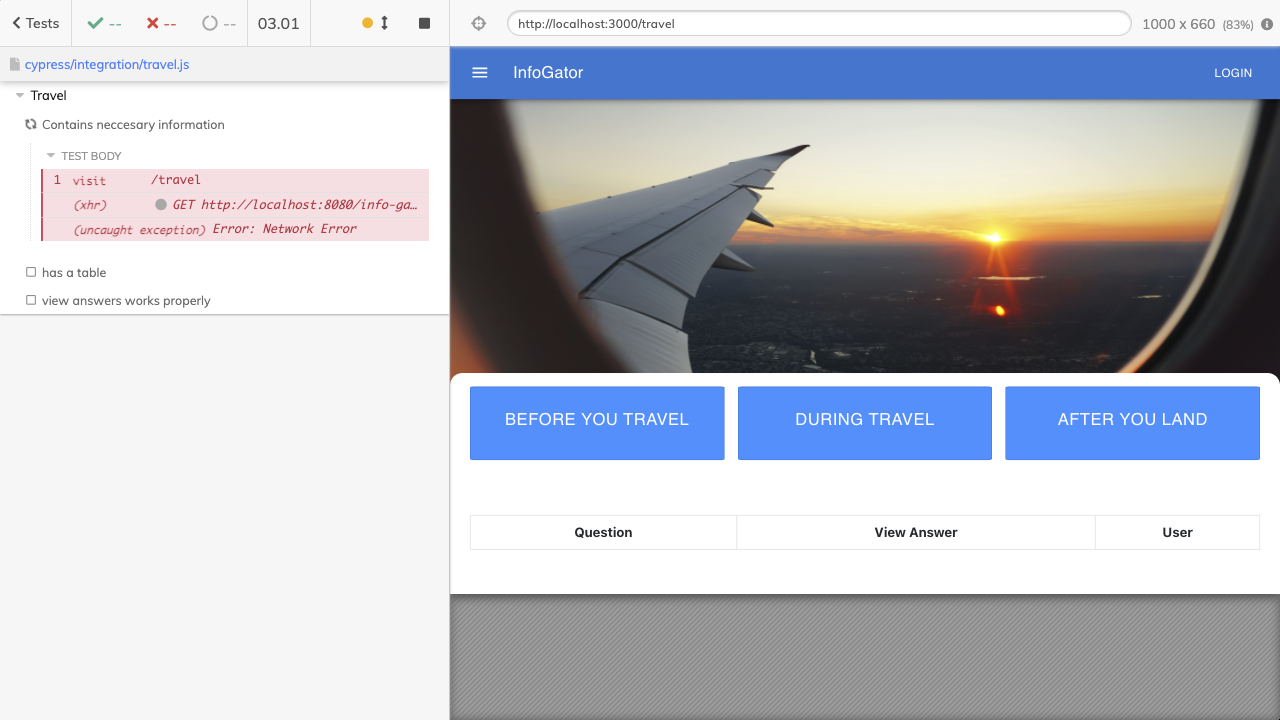 Tests
--
--
--
03.01
http://localhost:3000/travel
1000 x 660 (83%)
cypress/integration/travel.js
Travel
Contains neccesary information
TEST BODY
1 visit /travel
(xhr) GET http://localhost:8080/info-ga…
(uncaught exception) Error: Network Error
has a table
view answers works properly
InfoGator
LOGIN
BEFORE YOU TRAVEL
DURING TRAVEL
AFTER YOU LAND
Question View Answer User